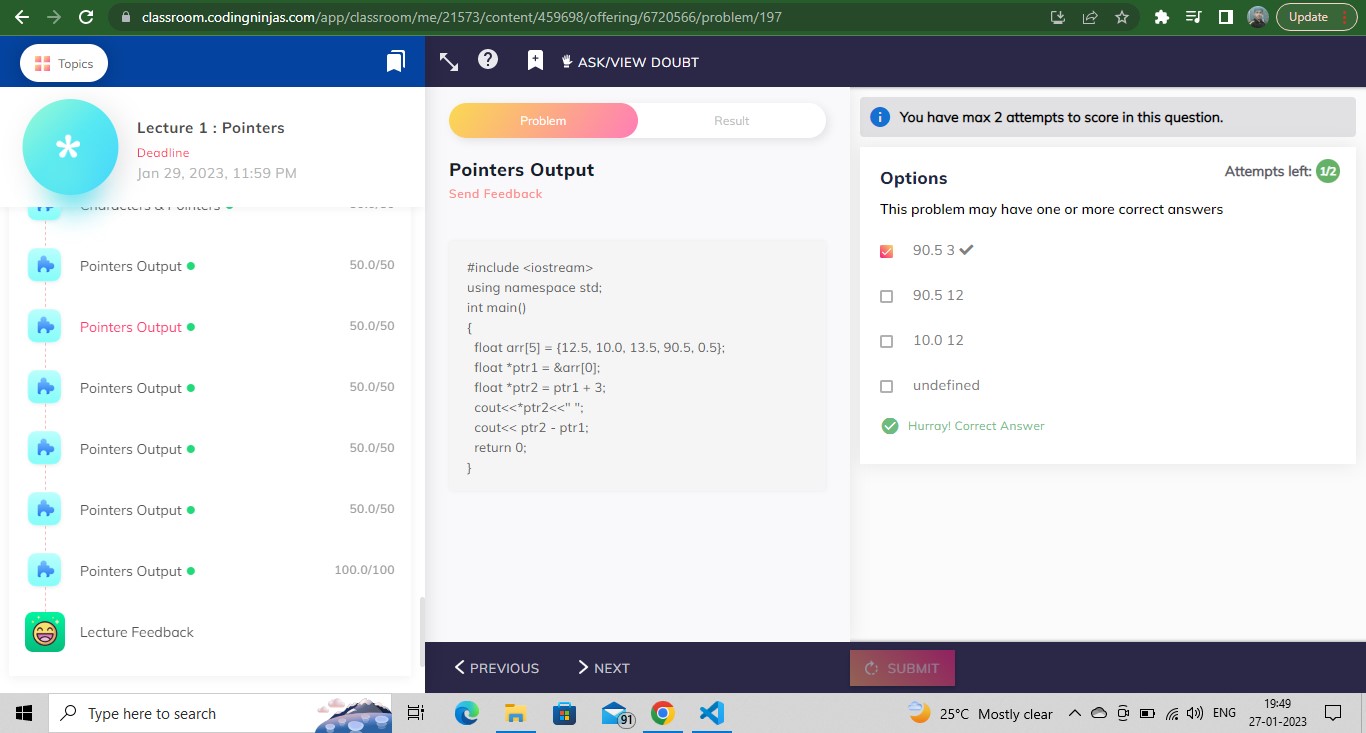 classroom.codingninjas.com/app/classroom/me/21573/content/459698/offering/6720566/problem/197
Update
Topics
ASK/VIEW DOUBT
*
Lecture 1 : Pointers
Deadline
Jan 29, 2023, 11:59 PM
Characters & Pointers
50.0/50
Pointers Output
50.0/50
Pointers Output
50.0/50
Pointers Output
50.0/50
Pointers Output
50.0/50
Pointers Output
50.0/50
Pointers Output
100.0/100
Lecture Feedback
Problem
Result
Pointers Output
Send Feedback
#include <iostream>
using namespace std;
int main()
{
float arr[5] = {12.5, 10.0, 13.5, 90.5, 0.5};
float *ptr1 = &arr[0];
float *ptr2 = ptr1 + 3;
cout<<*ptr2<<" ";
cout<< ptr2 - ptr1;
return 0;
}
You have max 2 attempts to score in this question.
Options
Attempts left: 1/2
This problem may have one or more correct answers
90.5 3
90.5 12
10.0 12
undefined
Hurray! Correct Answer
PREVIOUS
NEXT
SUBMIT
Type here to search
91
25°C Mostly clear
ENG
19:49
27-01-2023